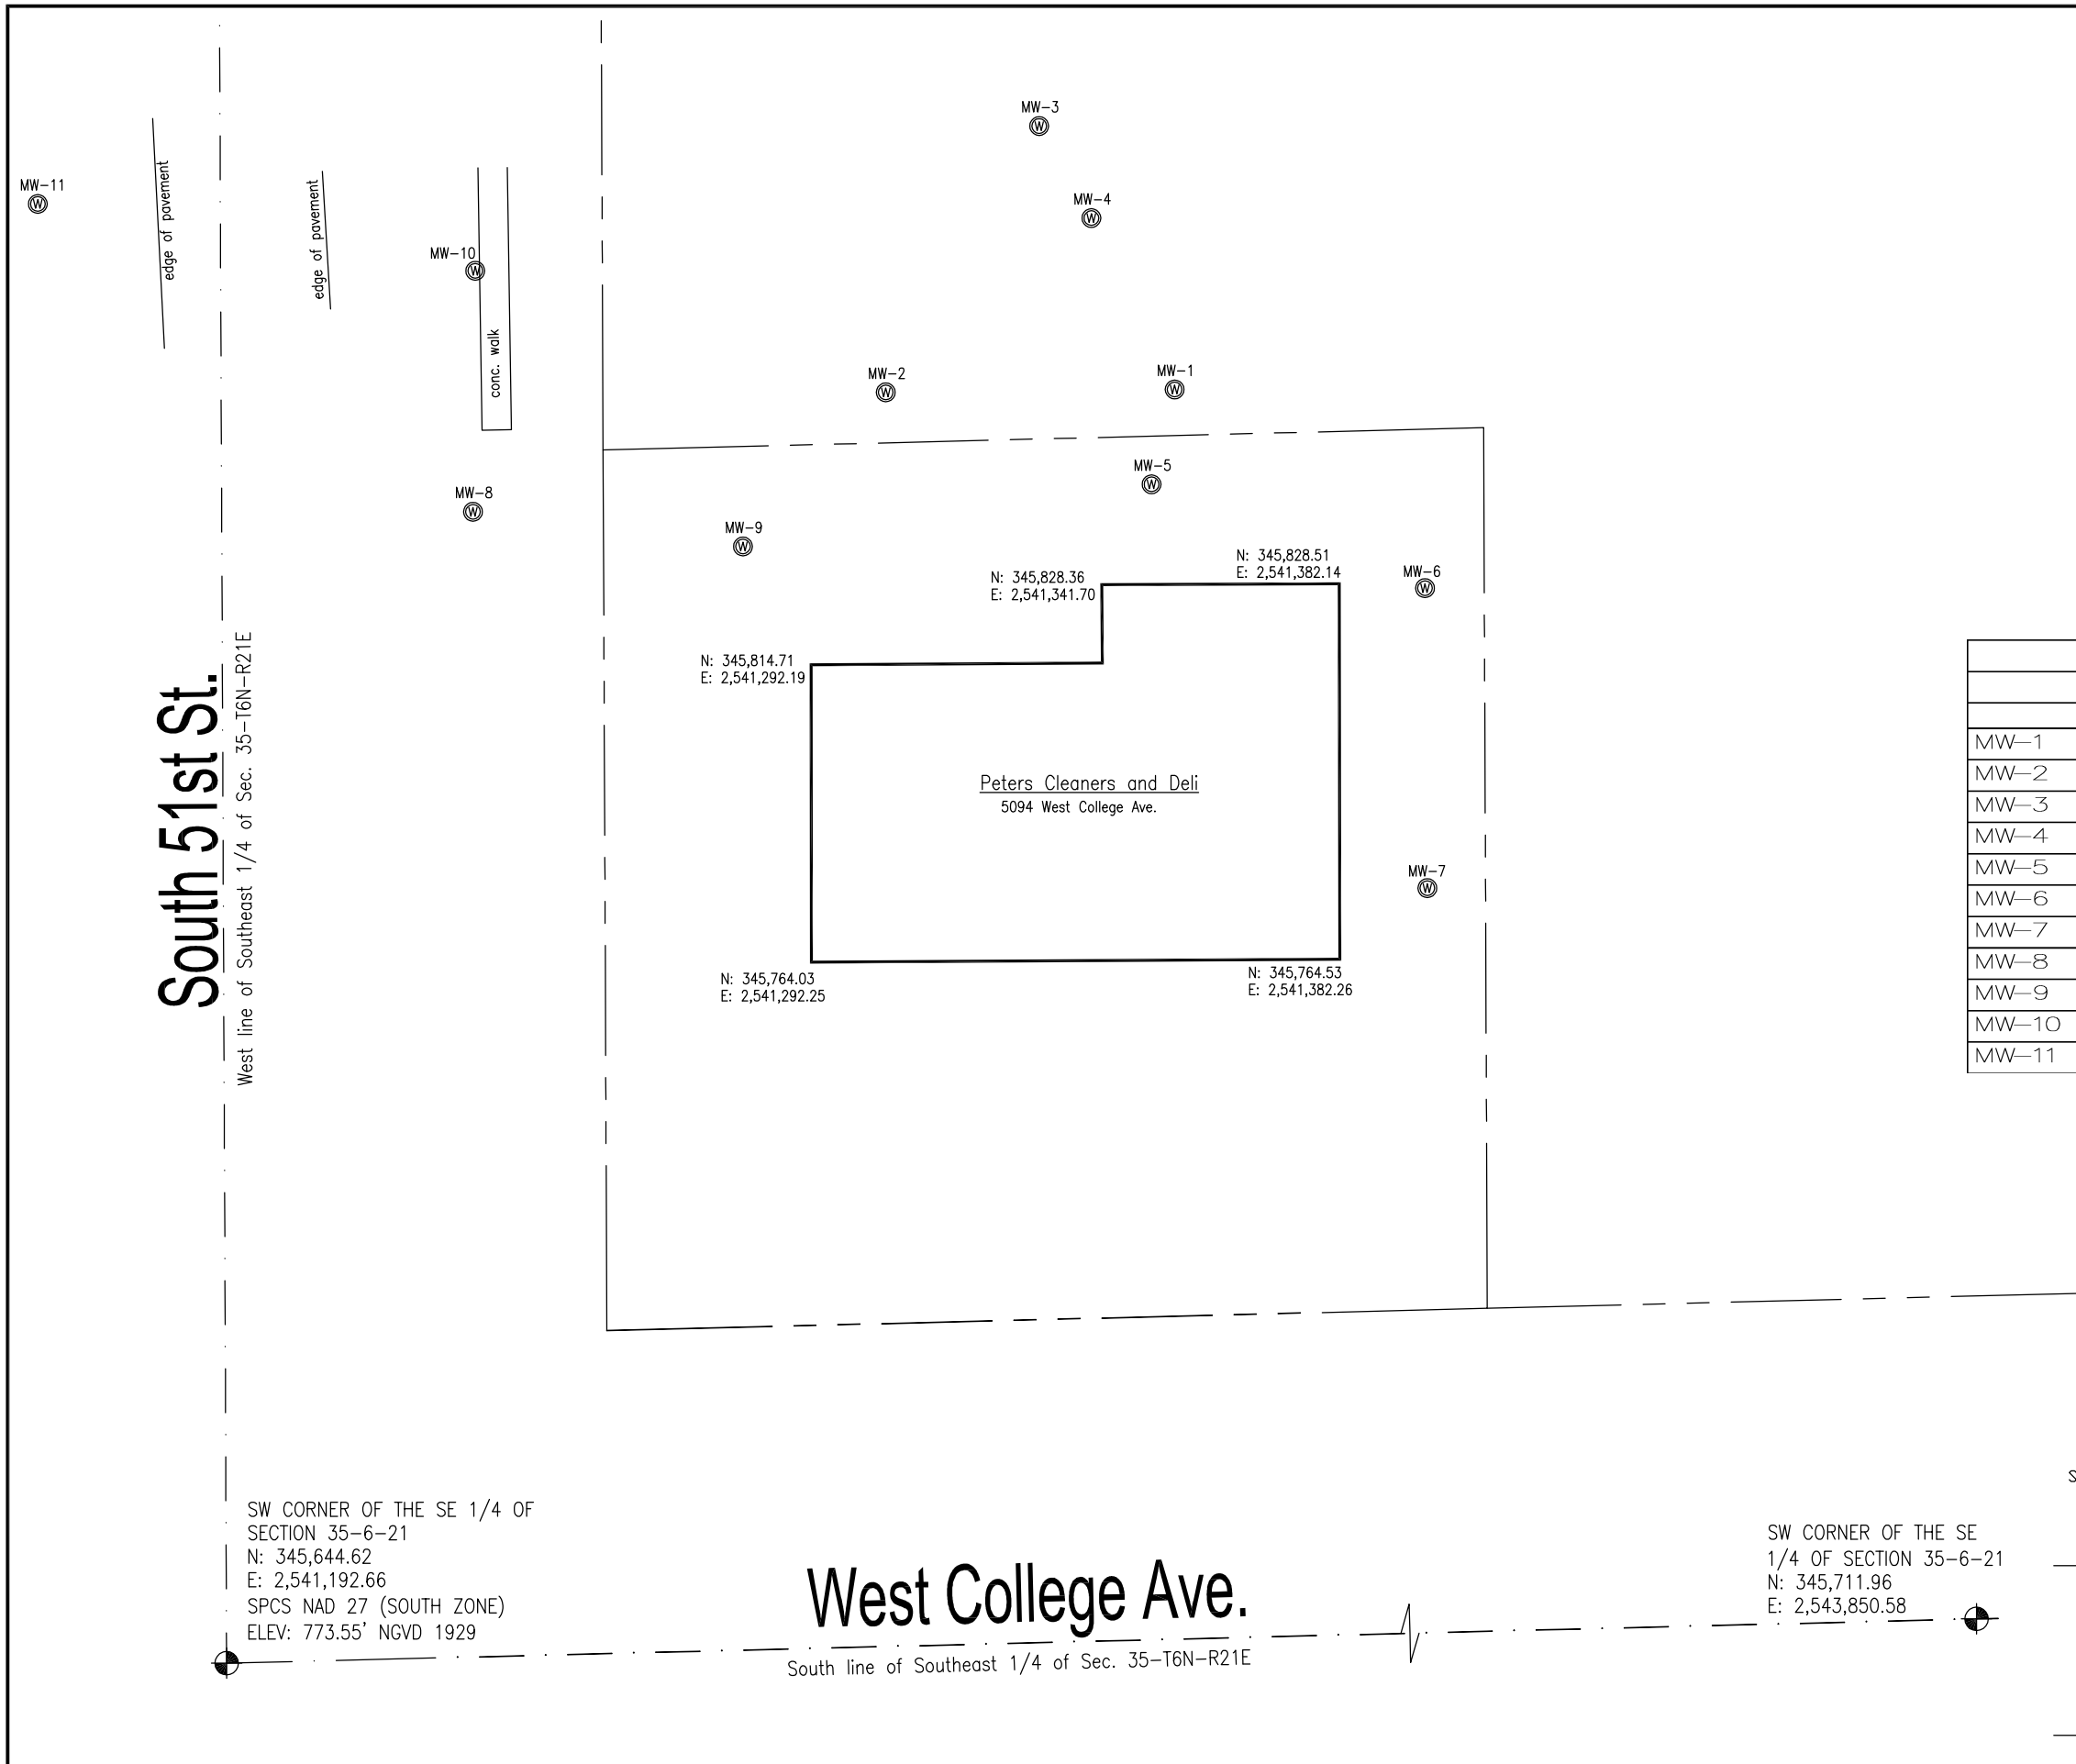 MW-3
MW-11
MW-4
edge of pavement
edge of pavement
MW-10
conc. walk
MW-2
MW-1
MW-5
MW-8
MW-9
N: 345,828.51
E: 2,541,382.14
N: 345,828.36
E: 2,541,341.70
MW-6
N: 345,814.71
E: 2,541,292.19
South 51st St.
West line of Southeast 1/4 of Sec. 35-T6N-R21E
Peters Cleaners and Deli
5094 West College Ave.
MW-7
N: 345,764.03
E: 2,541,292.25
N: 345,764.53
E: 2,541,382.26
MW-1
MW-2
MW-3
MW-4
MW-5
MW-6
MW-7
MW-8
MW-9
MW-10
MW-11
SW CORNER OF THE SE 1/4 OF
SECTION 35-6-21
N: 345,644.62
E: 2,541,192.66
SPCS NAD 27 (SOUTH ZONE)
ELEV: 773.55' NGVD 1929
West College Ave.
South line of Southeast 1/4 of Sec. 35-T6N-R21E
SW CORNER OF THE SE
1/4 OF SECTION 35-6-21
N: 345,711.96
E: 2,543,850.58